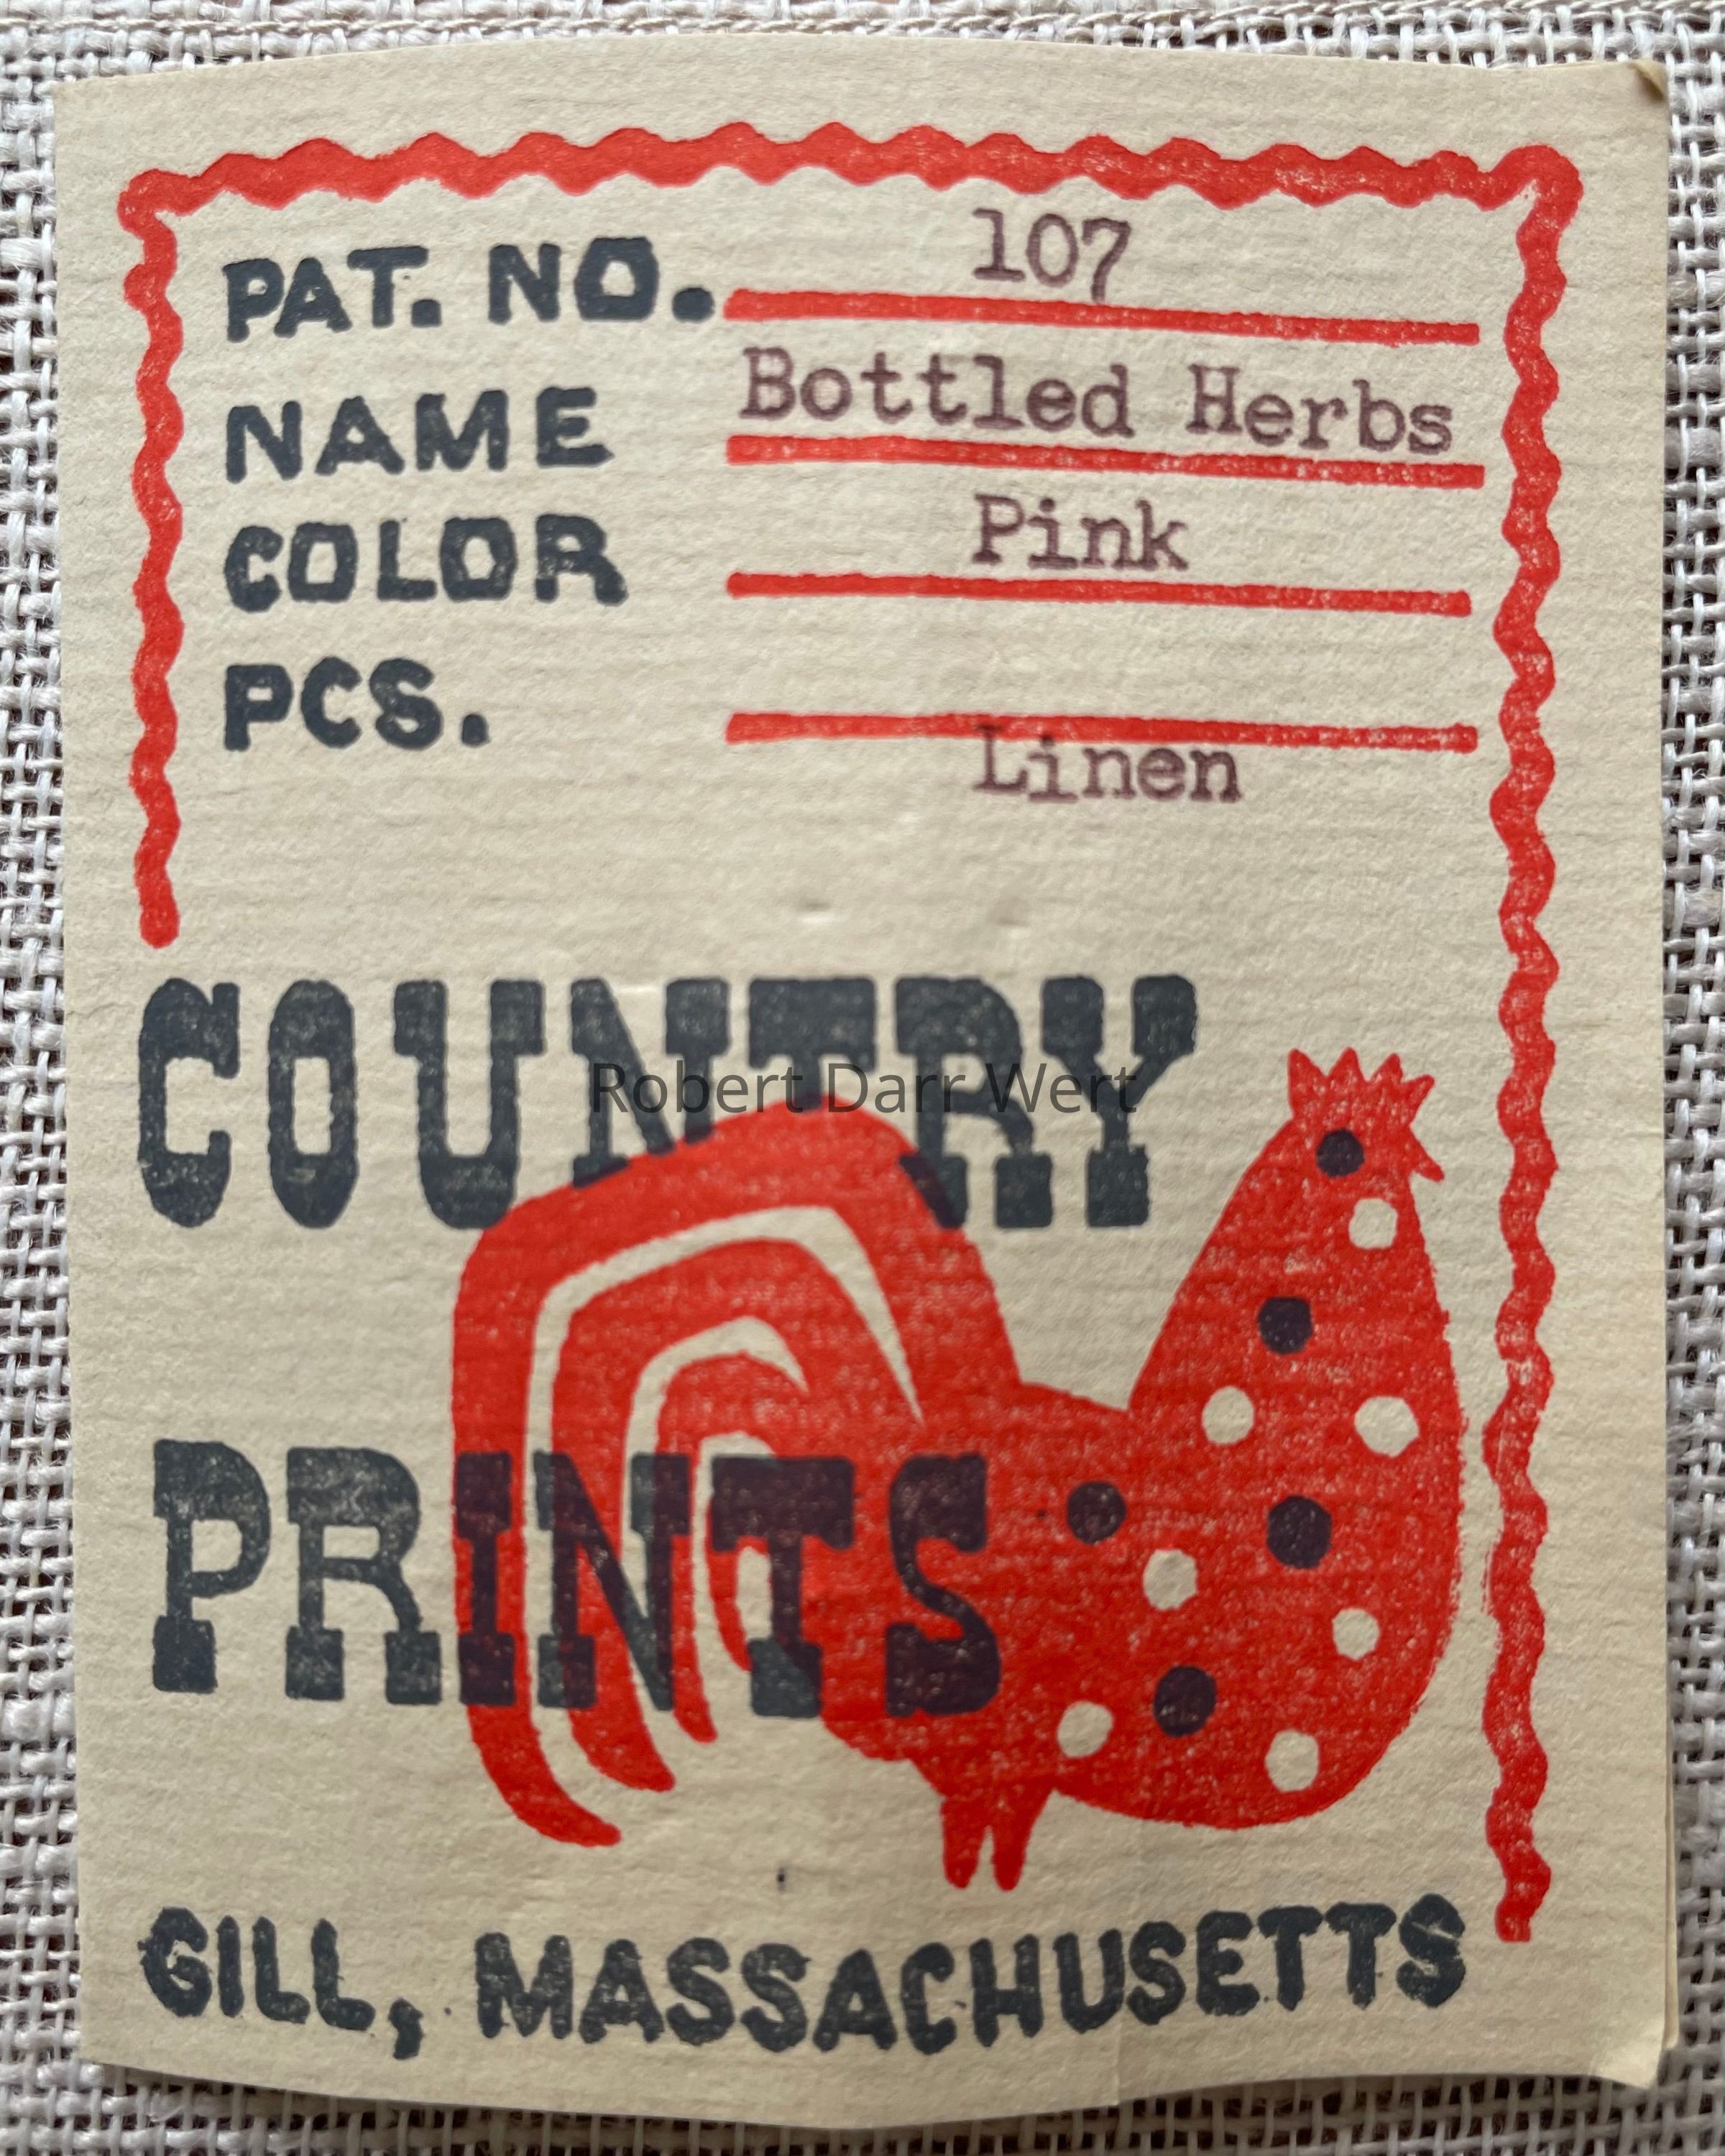 PAT. NO. 107
NAME Bottled Herbs
COLOR Pink
PCS.
Linen
COUNTRY
Robert Darr Wert
PRINTS
GILL, MASSACHUSETTS